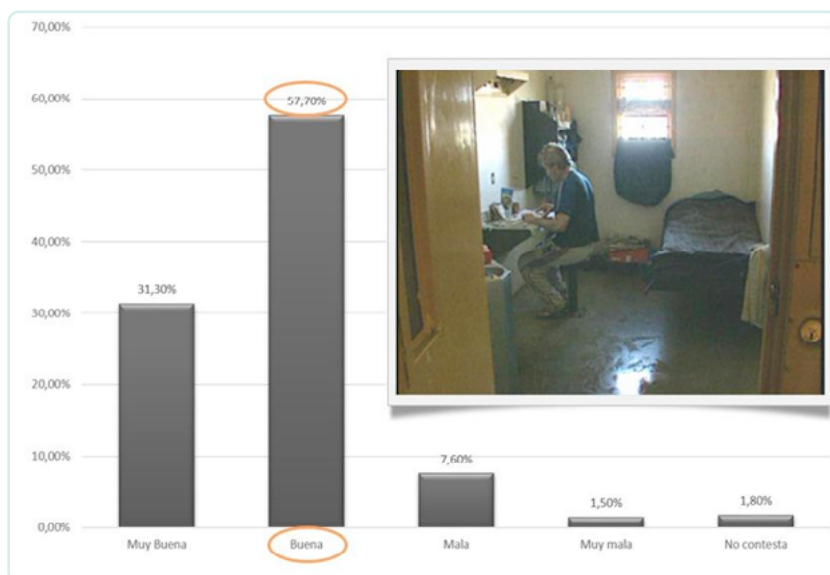 70,00%
60,00%
57,70%
50,00%
40,00%
31,30%
30,00%
20,00%
10,00%
7,60%
1,50%
1,80%
0,00%
Muy Buena
Buena
Mala
Muy mala
No contesta